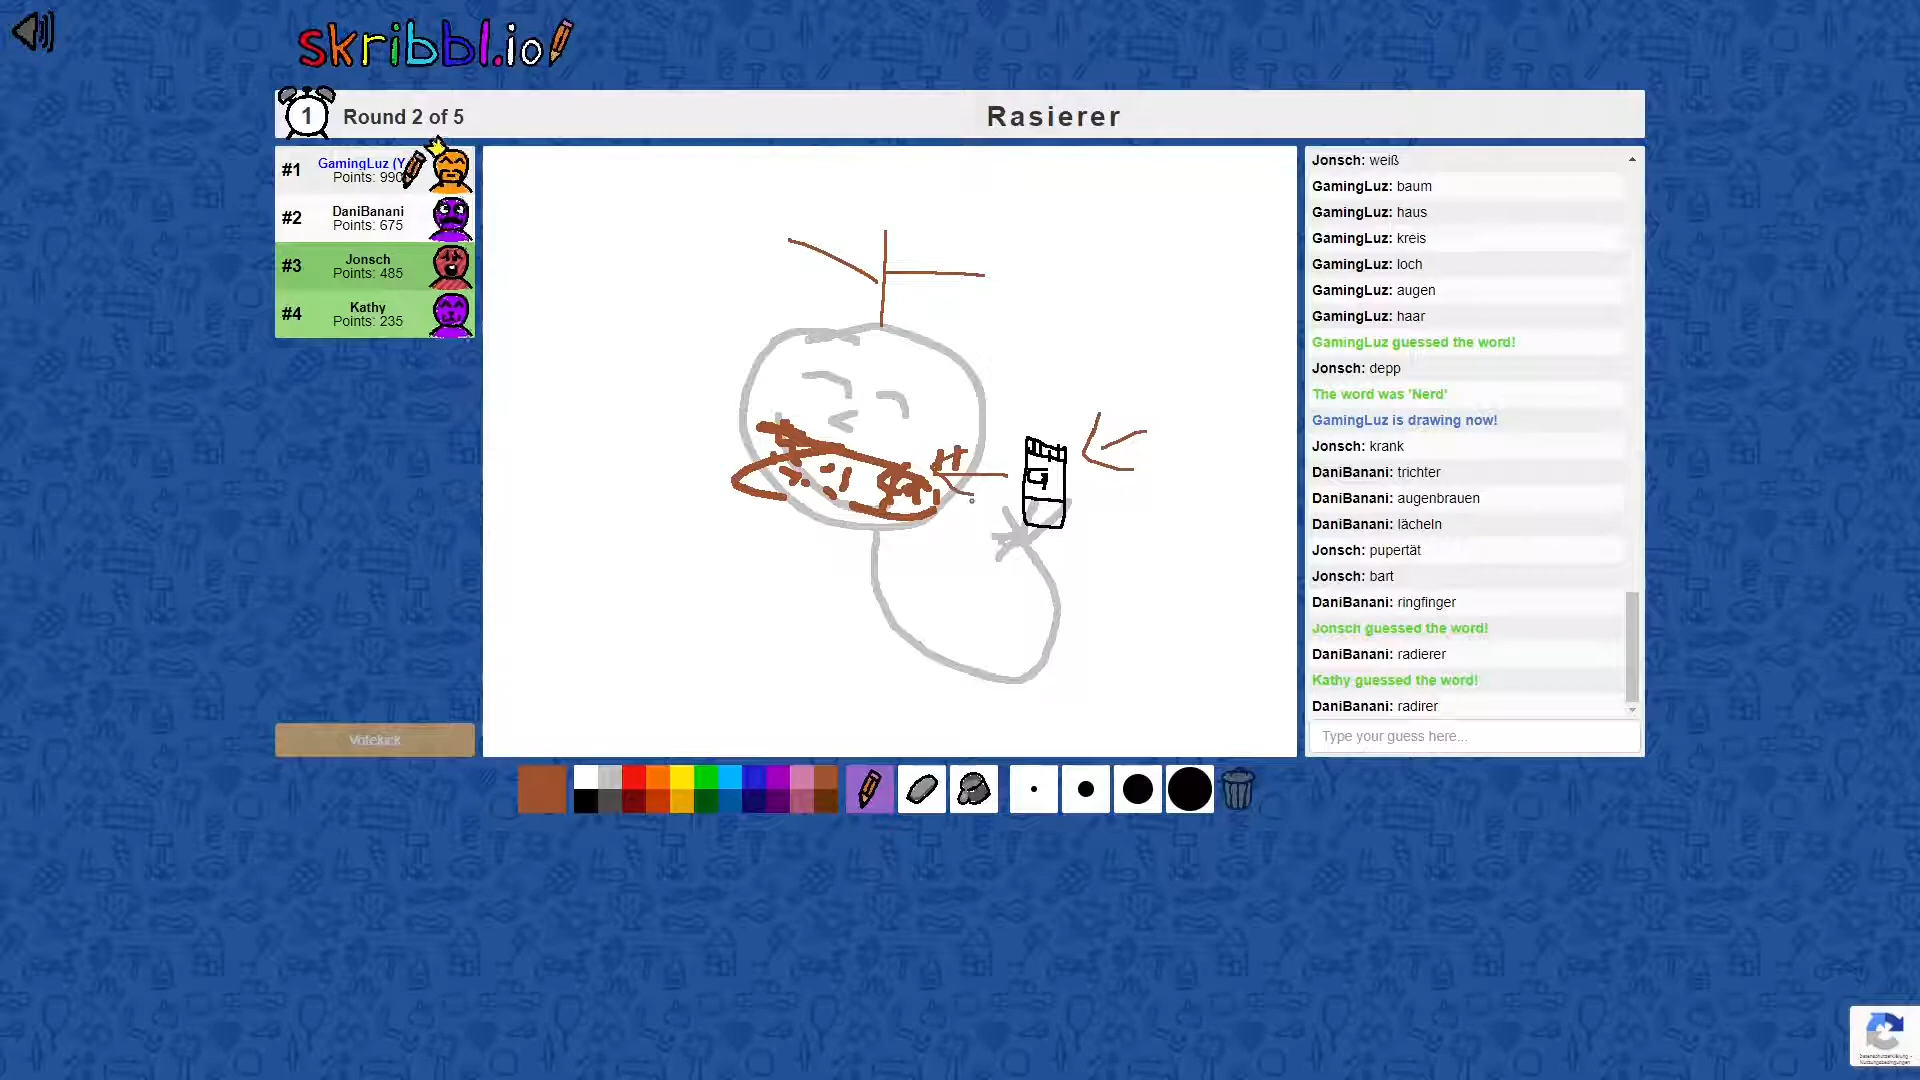 skribbl.io
1
Round 2 of 5
Rasierer
#1
GamingLuz (Y
Points: 990
#2
DaniBanani
Points: 675
#3
Jonsch
Points: 485
#4
Kathy
Points: 235
Votekick
Jonsch: weiß
GamingLuz: baum
GamingLuz: haus
GamingLuz: kreis
GamingLuz: loch
GamingLuz: augen
GamingLuz: haar
GamingLuz guessed the word!
Jonsch: depp
The word was 'Nerd'
GamingLuz is drawing now!
Jonsch: krank
DaniBanani: trichter
DaniBanani: augenbrauen
DaniBanani: lächeln
Jonsch: pupertät
Jonsch: bart
DaniBanani: ringfinger
Jonsch guessed the word!
DaniBanani: radierer
Kathy guessed the word!
DaniBanani: radirer
Type your guess here...
Datenschutzerklärung -
Nutzungsbedingungen